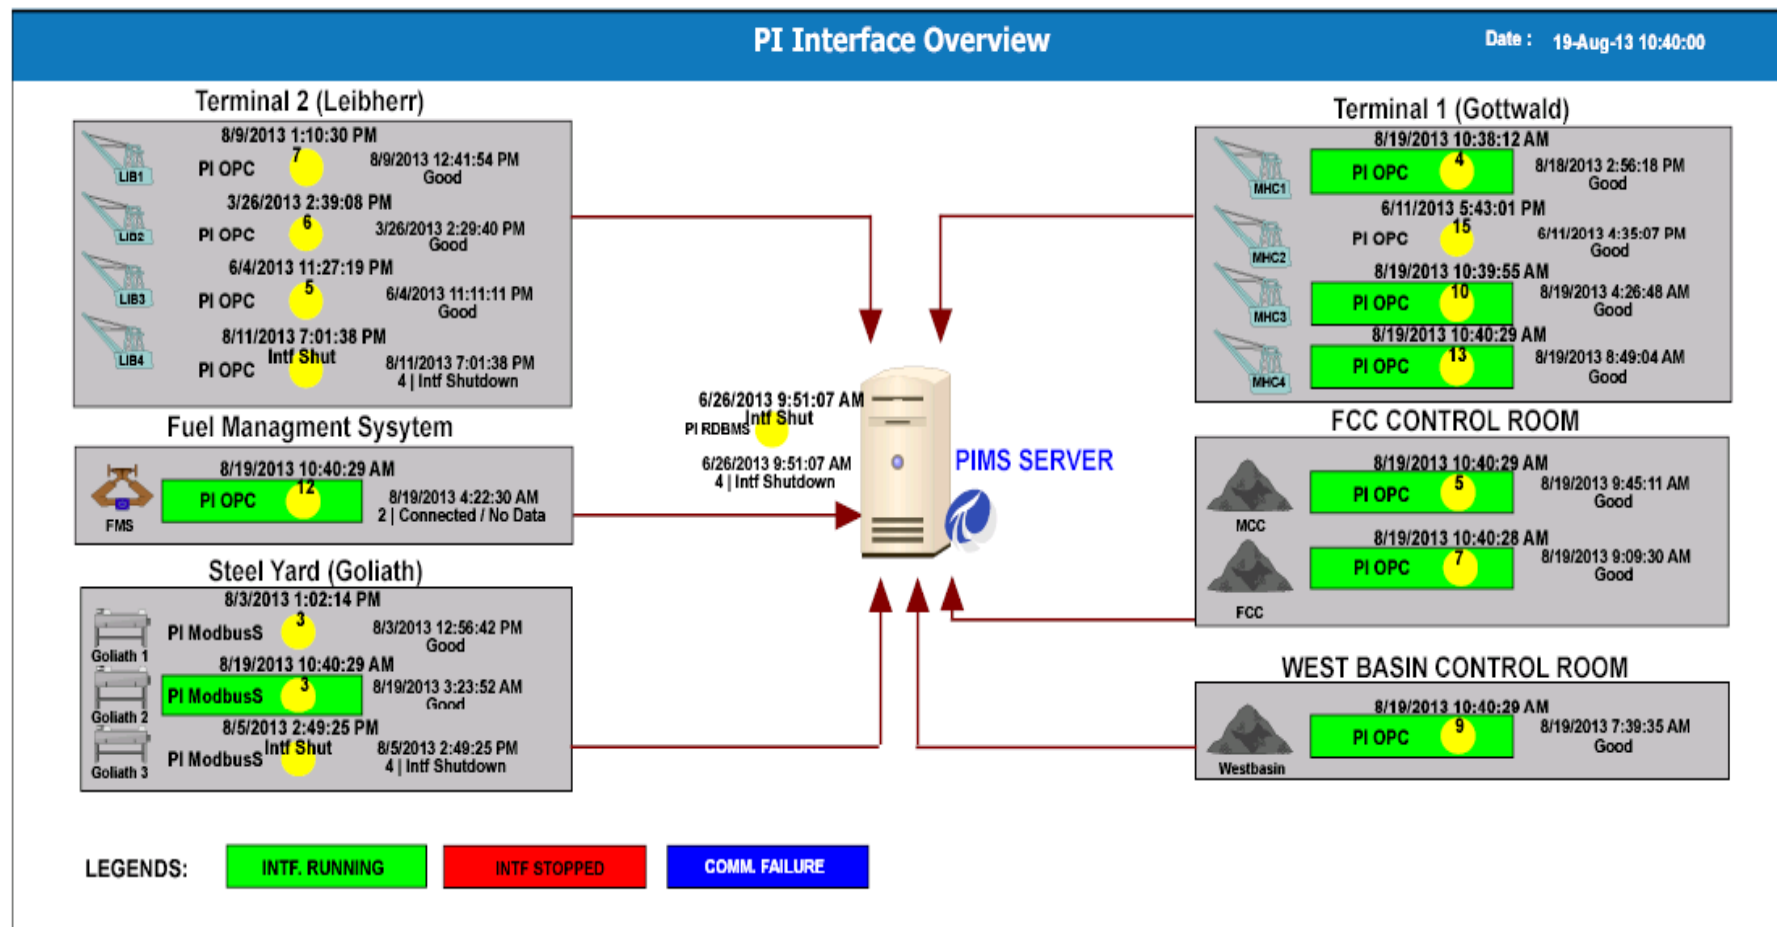 PI Interface Overview
Date : 19-Aug-13 10:40:00
Terminal 2 (Leibherr)
8/9/2013 1:10:30 PM
LIB1
PI OPC
7
8/9/2013 12:41:54 PM
Good
3/26/2013 2:39:08 PM
LIB2
PI OPC
6
3/26/2013 2:29:40 PM
Good
6/4/2013 11:27:19 PM
LIB3
PI OPC
5
6/4/2013 11:11:11 PM
Good
8/11/2013 7:01:38 PM
Intf Shut
LIB4
PI OPC
8/11/2013 7:01:38 PM
4 | Intf Shutdown
Fuel Managment Sysytem
8/19/2013 10:40:29 AM
FMS
PI OPC
12
8/19/2013 4:22:30 AM
2 | Connected / No Data
Steel Yard (Goliath)
8/3/2013 1:02:14 PM
Goliath 1
PI ModbusS
3
8/3/2013 12:56:42 PM
Good
8/19/2013 10:40:29 AM
Goliath 2
PI ModbusS
3
8/19/2013 3:23:52 AM
Good
8/5/2013 2:49:25 PM
Intf Shut
Goliath 3
PI ModbusS
8/5/2013 2:49:25 PM
4 | Intf Shutdown
6/26/2013 9:51:07 AM
Intf Shut
PI RDBMS
6/26/2013 9:51:07 AM
4 | Intf Shutdown
PIMS SERVER
Terminal 1 (Gottwald)
8/19/2013 10:38:12 AM
MHC1
PI OPC
4
8/18/2013 2:56:18 PM
Good
6/11/2013 5:43:01 PM
MHC2
PI OPC
15
6/11/2013 4:35:07 PM
Good
8/19/2013 10:39:55 AM
MHC3
PI OPC
10
8/19/2013 4:26:48 AM
Good
8/19/2013 10:40:29 AM
MHC4
PI OPC
13
8/19/2013 8:49:04 AM
Good
FCC CONTROL ROOM
8/19/2013 10:40:29 AM
MCC
PI OPC
5
8/19/2013 9:45:11 AM
Good
8/19/2013 10:40:28 AM
FCC
PI OPC
7
8/19/2013 9:09:30 AM
Good
WEST BASIN CONTROL ROOM
8/19/2013 10:40:29 AM
Westbasin
PI OPC
9
8/19/2013 7:39:35 AM
Good
LEGENDS:
INTF. RUNNING
INTF STOPPED
COMM. FAILURE